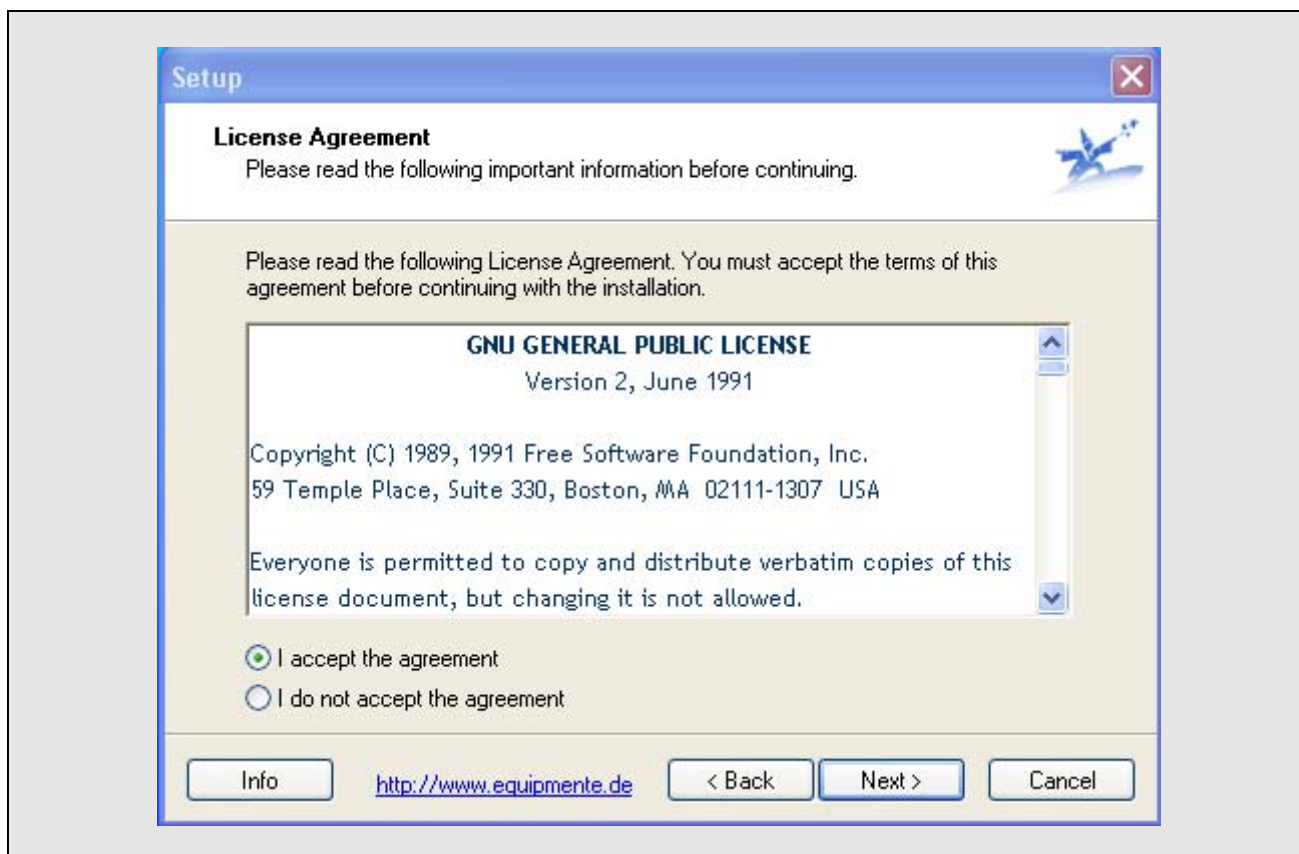 Setup
License Agreement
Please read the following important information before continuing.
Please read the following License Agreement. You must accept the terms of this
agreement before continuing with the installation.
GNU GENERAL PUBLIC LICENSE
Version 2, June 1991
Copyright (C) 1989, 1991 Free Software Foundation, Inc.
59 Temple Place, Suite 330, Boston, MA  02111-1307  USA
Everyone is permitted to copy and distribute verbatim copies of this
license document, but changing it is not allowed.
I accept the agreement
I do not accept the agreement
Info
http://www.equipmente.de
< Back
Next >
Cancel